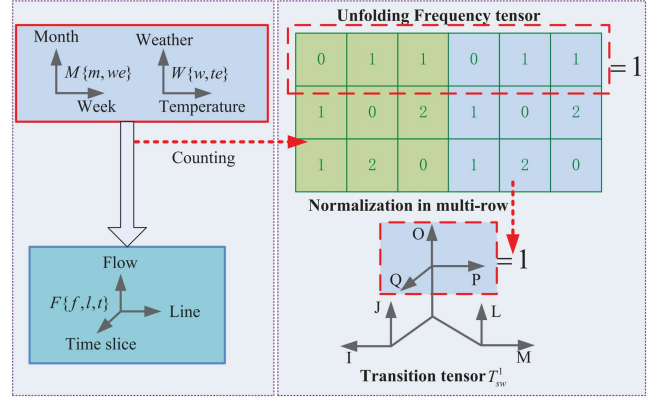 Month
Weather
M{m,we}
W{w,te}
Week
Temperature
Counting
Flow
F{f,l,t}
Line
Time slice
Unfolding Frequency tensor
0 1 1 0 1 1
=1
1 0 2 1 0 2
1 2 0 1 2 0
Normalization in multi-row
O
=1
Q
P
J
L
I
M
Transition tensor T^1_{sw}